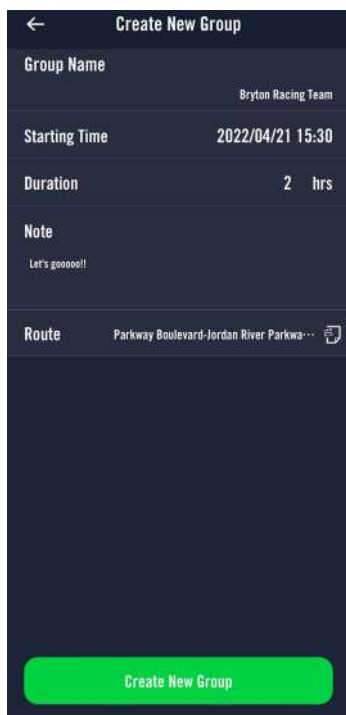 Create New Group
Group Name
Bryton Racing Team
Starting Time 2022/04/21 15:30
Duration 2 hrs
Note
Let's gooooo!!
Route Parkway Boulevard-Jordan River Parkwa...
Create New Group